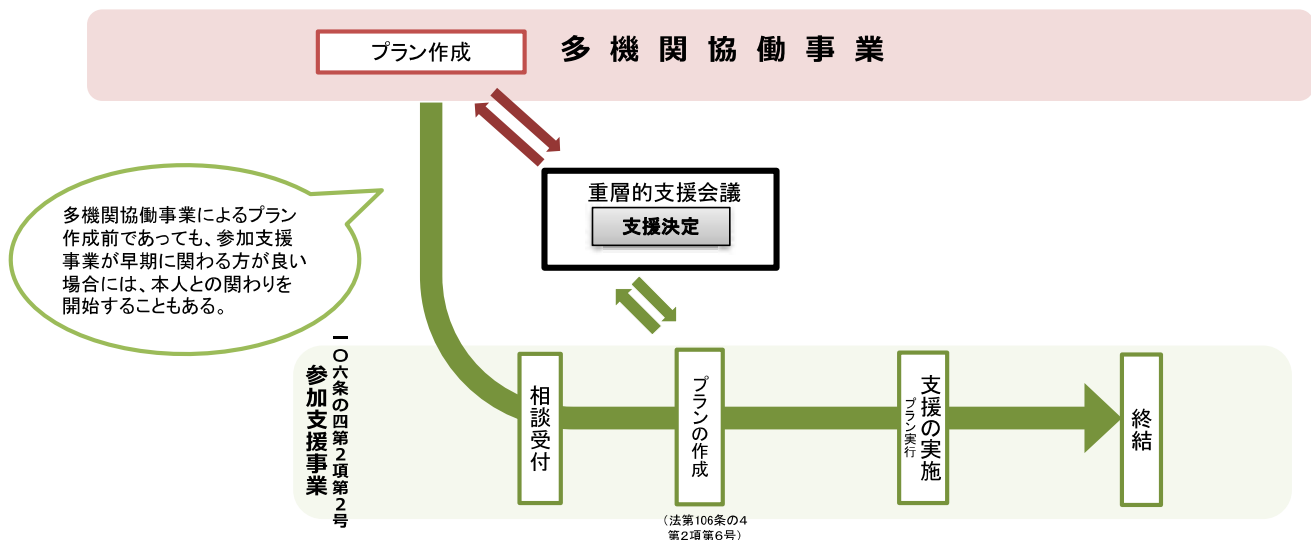 プラン作成
多機関協働事業
重層的支援会議
支援決定
多機関協働事業によるプラン
作成前であっても、参加支援
事業が早期に関わる方が良い
場合には、本人との関わりを
開始することもある。
一〇六条の四第2項第2号
参加支援事業
相談受付
プランの作成
(法第106条の4
第2項第6号)
支援の実施
プラン実行
終結